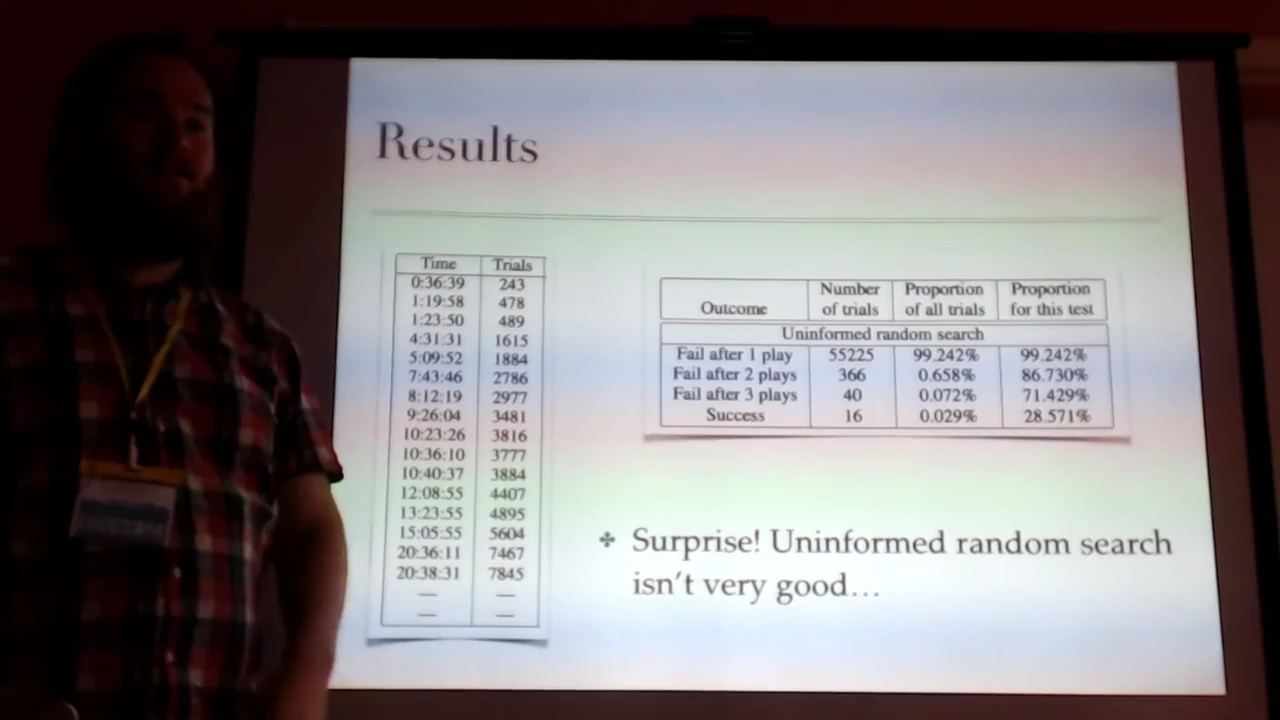 Results
Time Trials
0:36:39 243
1:19:58 478
1:23:50 489
4:31:31 1615
5:09:52 1884
7:43:46 2786
8:12:19 2977
9:26:04 3481
10:23:26 3816
10:36:10 3777
10:40:37 3884
12:08:55 4407
13:23:55 4895
15:05:55 5604
20:36:11 7467
20:38:31 7845
— —
— —
Number Proportion Proportion
Outcome of trials of all trials for this test
Uninformed random search
Fail after 1 play 55225 99.242% 99.242%
Fail after 2 plays 366 0.658% 86.730%
Fail after 3 plays 40 0.072% 71.429%
Success 16 0.029% 28.571%
Surprise! Uninformed random search
isn't very good...